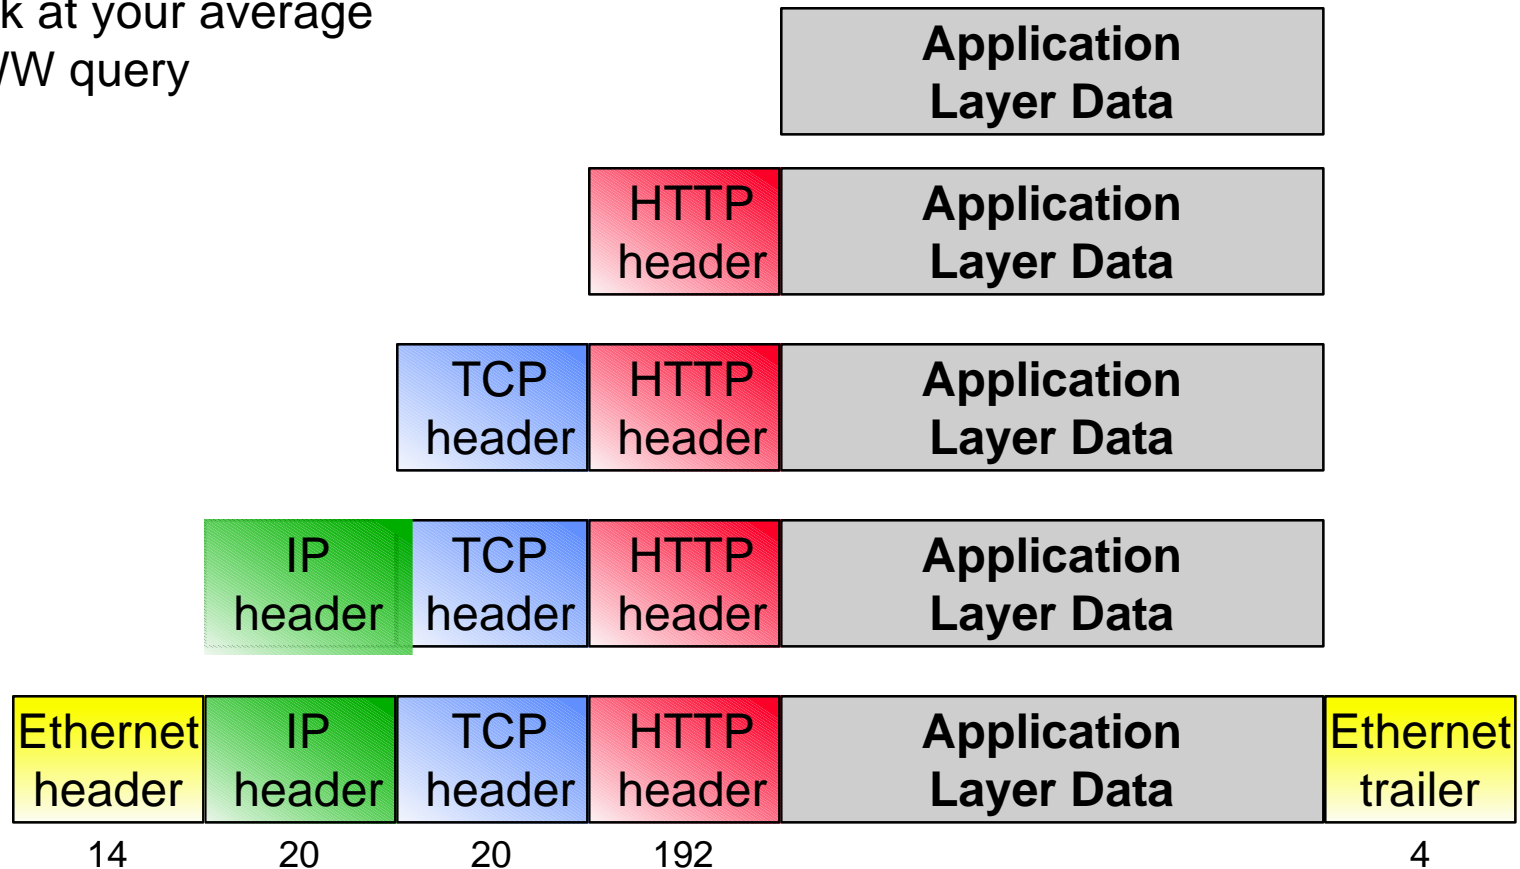 k at your average
W query
Application
Layer Data
HTTP
header
Application
Layer Data
TCP
header
HTTP
header
Application
Layer Data
IP
header
TCP
header
HTTP
header
Application
Layer Data
Ethernet
header
IP
header
TCP
header
HTTP
header
Application
Layer Data
Ethernet
trailer
14 20 20 192 4